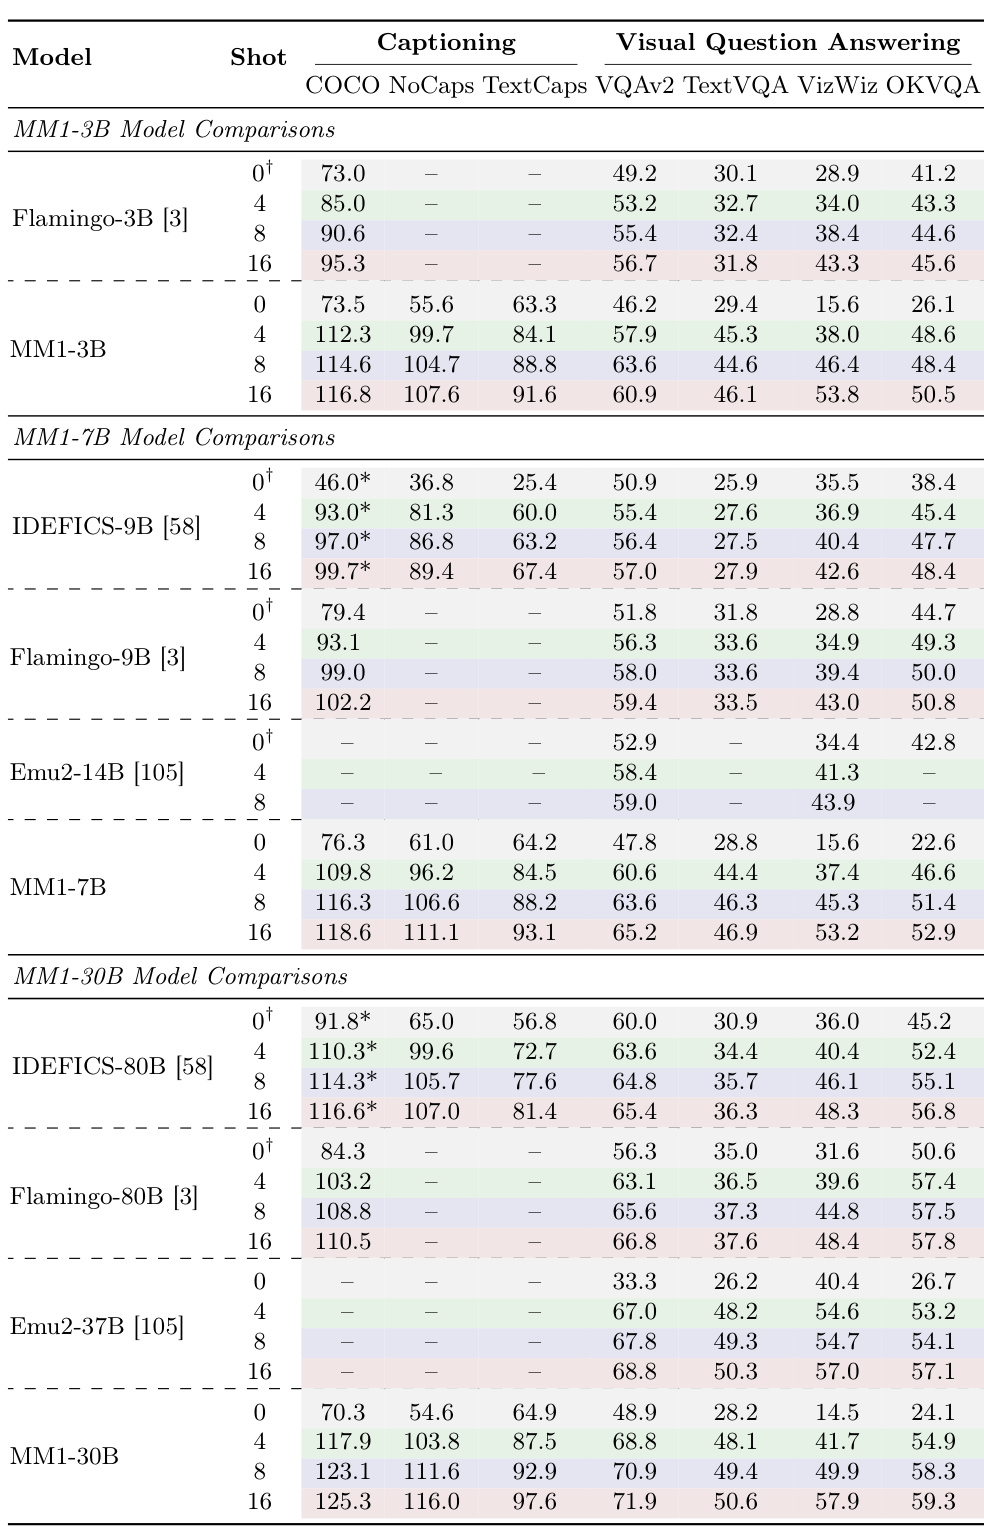 Model Shot Captioning Visual Question Answering
COCO NoCaps TextCaps VQAv2 TextVQA VizWiz OKVQA
MM1-3B Model Comparisons
Flamingo-3B [3]
0† 73.0 – – 49.2 30.1 28.9 41.2
4 85.0 – – 53.2 32.7 34.0 43.3
8 90.6 – – 55.4 32.4 38.4 44.6
16 95.3 – – 56.7 31.8 43.3 45.6
MM1-3B
0 73.5 55.6 63.3 46.2 29.4 15.6 26.1
4 112.3 99.7 84.1 57.9 45.3 38.0 48.6
8 114.6 104.7 88.8 63.6 44.6 46.4 48.4
16 116.8 107.6 91.6 60.9 46.1 53.8 50.5
MM1-7B Model Comparisons
IDEFICS-9B [58]
0† 46.0* 36.8 25.4 50.9 25.9 35.5 38.4
4 93.0* 81.3 60.0 55.4 27.6 36.9 45.4
8 97.0* 86.8 63.2 56.4 27.5 40.4 47.7
16 99.7* 89.4 67.4 57.0 27.9 42.6 48.4
Flamingo-9B [3]
0† 79.4 – – 51.8 31.8 28.8 44.7
4 93.1 – – 56.3 33.6 34.9 49.3
8 99.0 – – 58.0 33.6 39.4 50.0
16 102.2 – – 59.4 33.5 43.0 50.8
Emu2-14B [105]
0† – – – 52.9 – 34.4 42.8
4 – – – 58.4 – 41.3 –
8 – – – 59.0 – 43.9 –
MM1-7B
0 76.3 61.0 64.2 47.8 28.8 15.6 22.6
4 109.8 96.2 84.5 60.6 44.4 37.4 46.6
8 116.3 106.6 88.2 63.6 46.3 45.3 51.4
16 118.6 111.1 93.1 65.2 46.9 53.2 52.9
MM1-30B Model Comparisons
IDEFICS-80B [58]
0† 91.8* 65.0 56.8 60.0 30.9 36.0 45.2
4 110.3* 99.6 72.7 63.6 34.4 40.4 52.4
8 114.3* 105.7 77.6 64.8 35.7 46.1 55.1
16 116.6* 107.0 81.4 65.4 36.3 48.3 56.8
Flamingo-80B [3]
0† 84.3 – – 56.3 35.0 31.6 50.6
4 103.2 – – 63.1 36.5 39.6 57.4
8 108.8 – – 65.6 37.3 44.8 57.5
16 110.5 – – 66.8 37.6 48.4 57.8
Emu2-37B [105]
0 – – – 33.3 26.2 40.4 26.7
4 – – – 67.0 48.2 54.6 53.2
8 – – – 67.8 49.3 54.7 54.1
16 – – – 68.8 50.3 57.0 57.1
MM1-30B
0 70.3 54.6 64.9 48.9 28.2 14.5 24.1
4 117.9 103.8 87.5 68.8 48.1 41.7 54.9
8 123.1 111.6 92.9 70.9 49.4 49.9 58.3
16 125.3 116.0 97.6 71.9 50.6 57.9 59.3